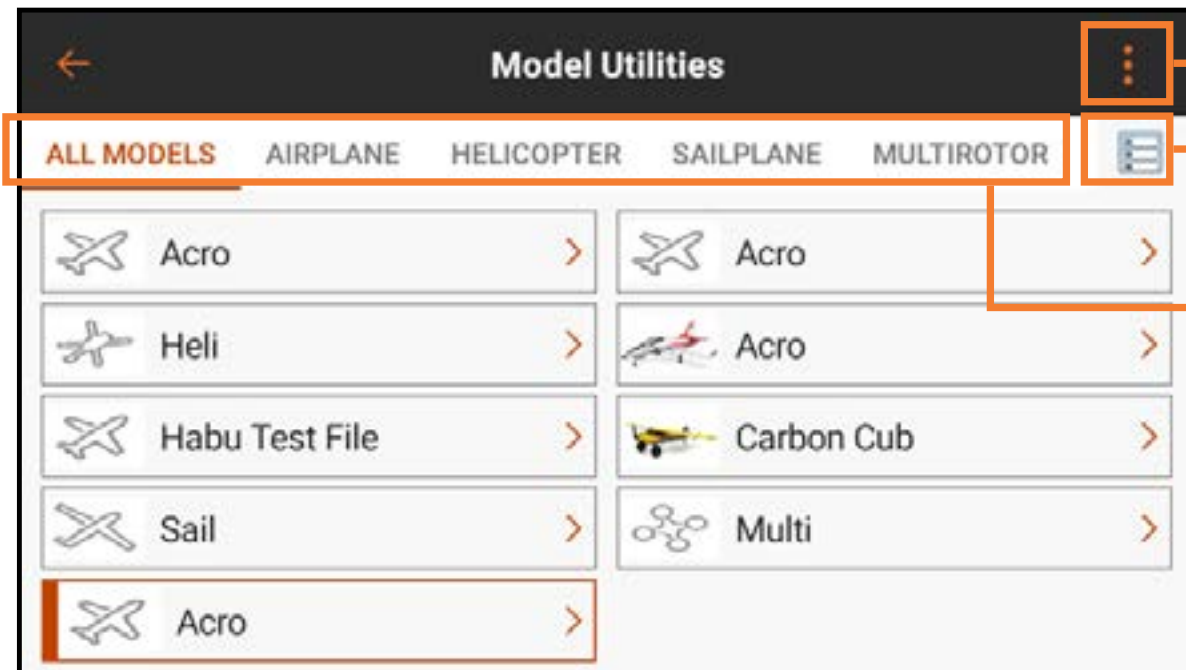 Model Utilities
ALL MODELS AIRPLANE HELICOPTER SAILPLANE MULTIROTOR
Acro Acro
Heli Acro
Habu Test File Carbon Cub
Sail Multi
Acro